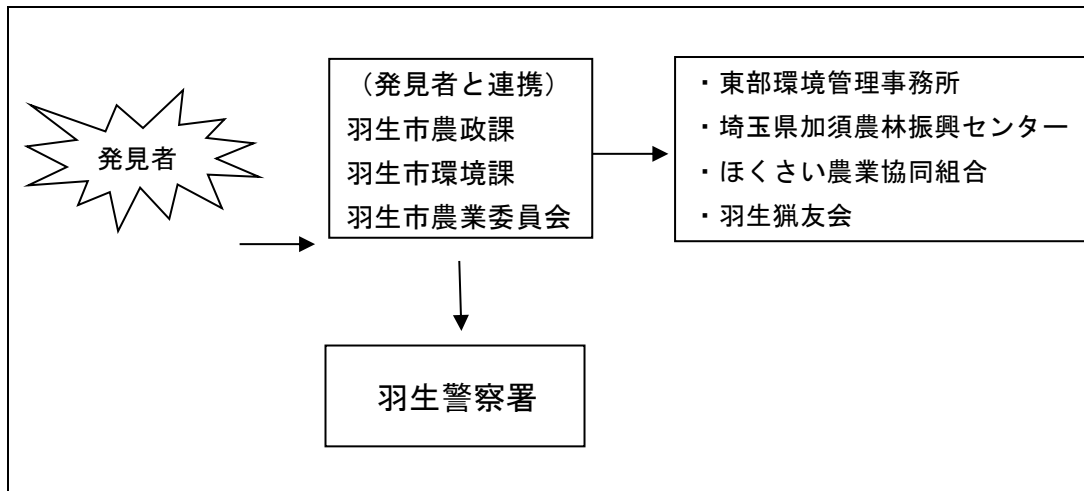 発見者
（発見者と連携）
羽生市農政課
羽生市環境課
羽生市農業委員会
・東部環境管理事務所
・埼玉県加須農林振興センター
・ほくさい農業協同組合
・羽生猟友会
羽生警察署